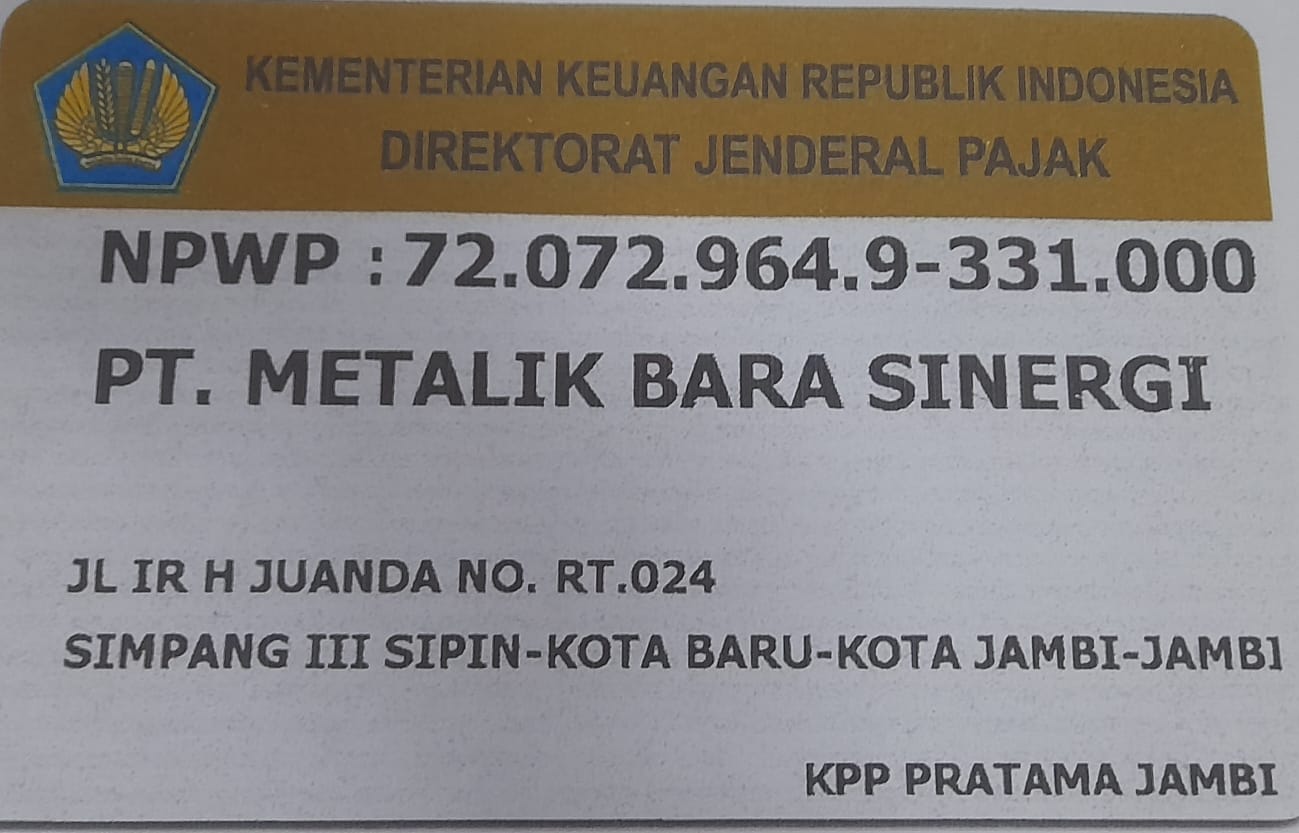 KEMENTERIAN KEUANGAN REPUBLIK INDONESIA
DIREKTORAT JENDERAL PAJAK
NPWP : 72.072.964.9-331.000
PT. METALIK BARA SINERGI
JL IR H JUANDA NO. RT.024
SIMPANG III SIPIN-KOTA BARU-KOTA JAMBI-JAMBI
KPP PRATAMA JAMBI